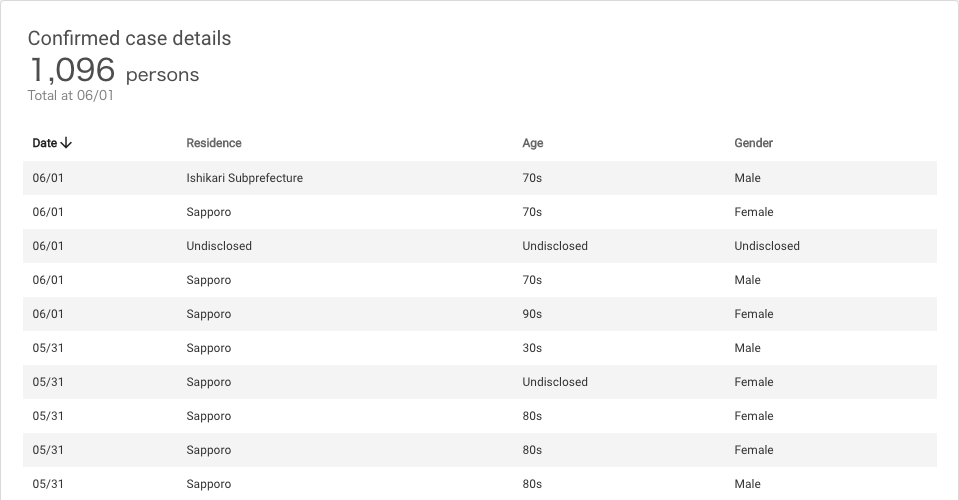 Confirmed case details
1,096 persons
Total at 06/01
Date↓ Residence Age Gender
06/01 Ishikari Subprefecture 70s Male
06/01 Sapporo 70s Female
06/01 Undisclosed Undisclosed Undisclosed
06/01 Sapporo 70s Male
06/01 Sapporo 90s Female
05/31 Sapporo 30s Male
05/31 Sapporo Undisclosed Female
05/31 Sapporo 80s Female
05/31 Sapporo 80s Female
05/31 Sapporo 80s Male